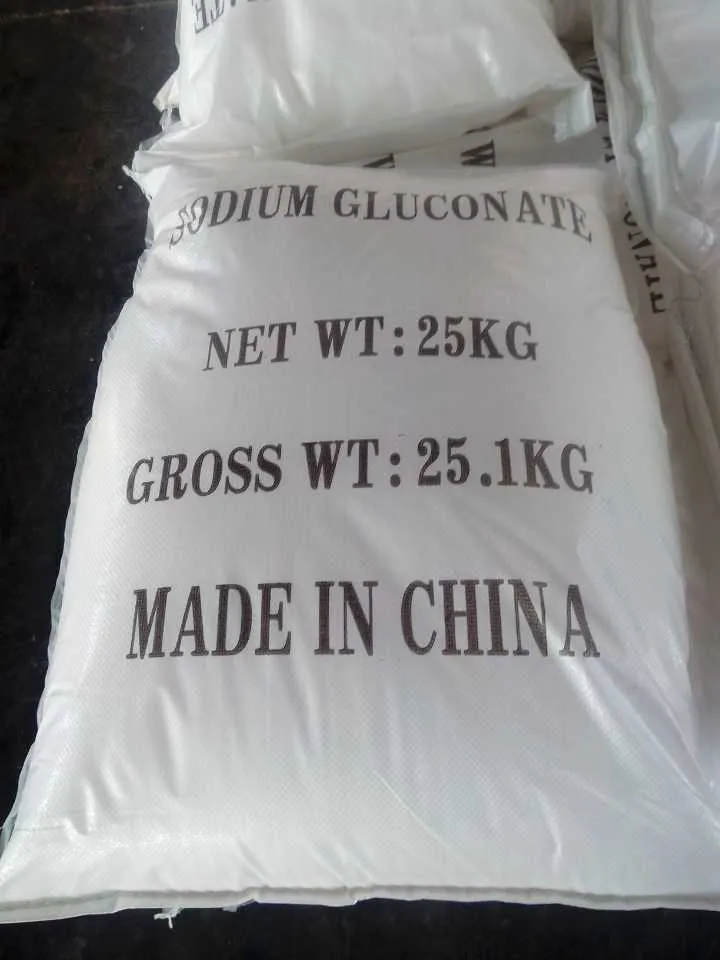 SODIUM GLUCONATE
NET WT: 25KG
GROSS WT: 25.1KG
MADE IN CHINA